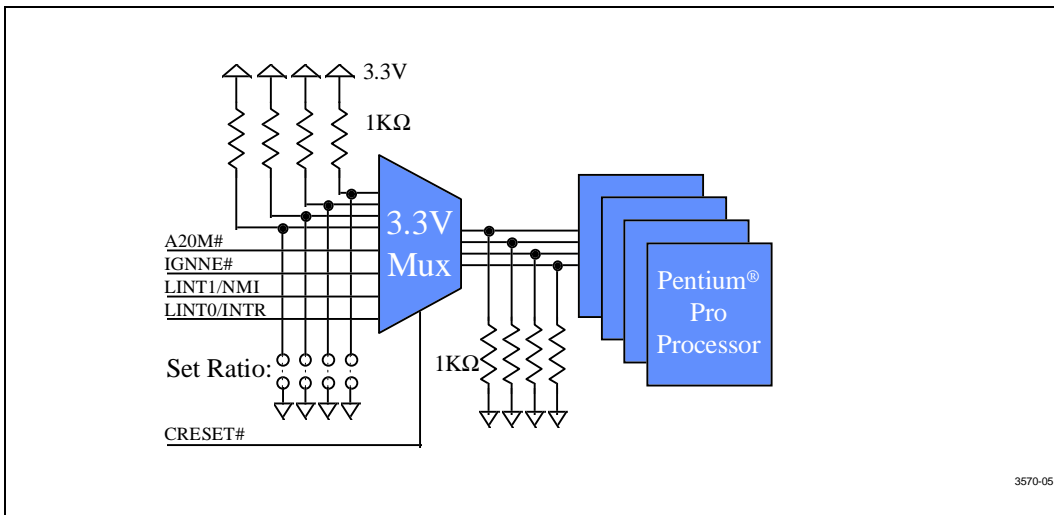 3.3V
1KΩ
3.3V
Mux
A20M#
IGNNE#
LINT1/NMI
LINT0/INTR
Set Ratio:
CRESET#
1KΩ
Pentium®
Pro
Processor
3570-05